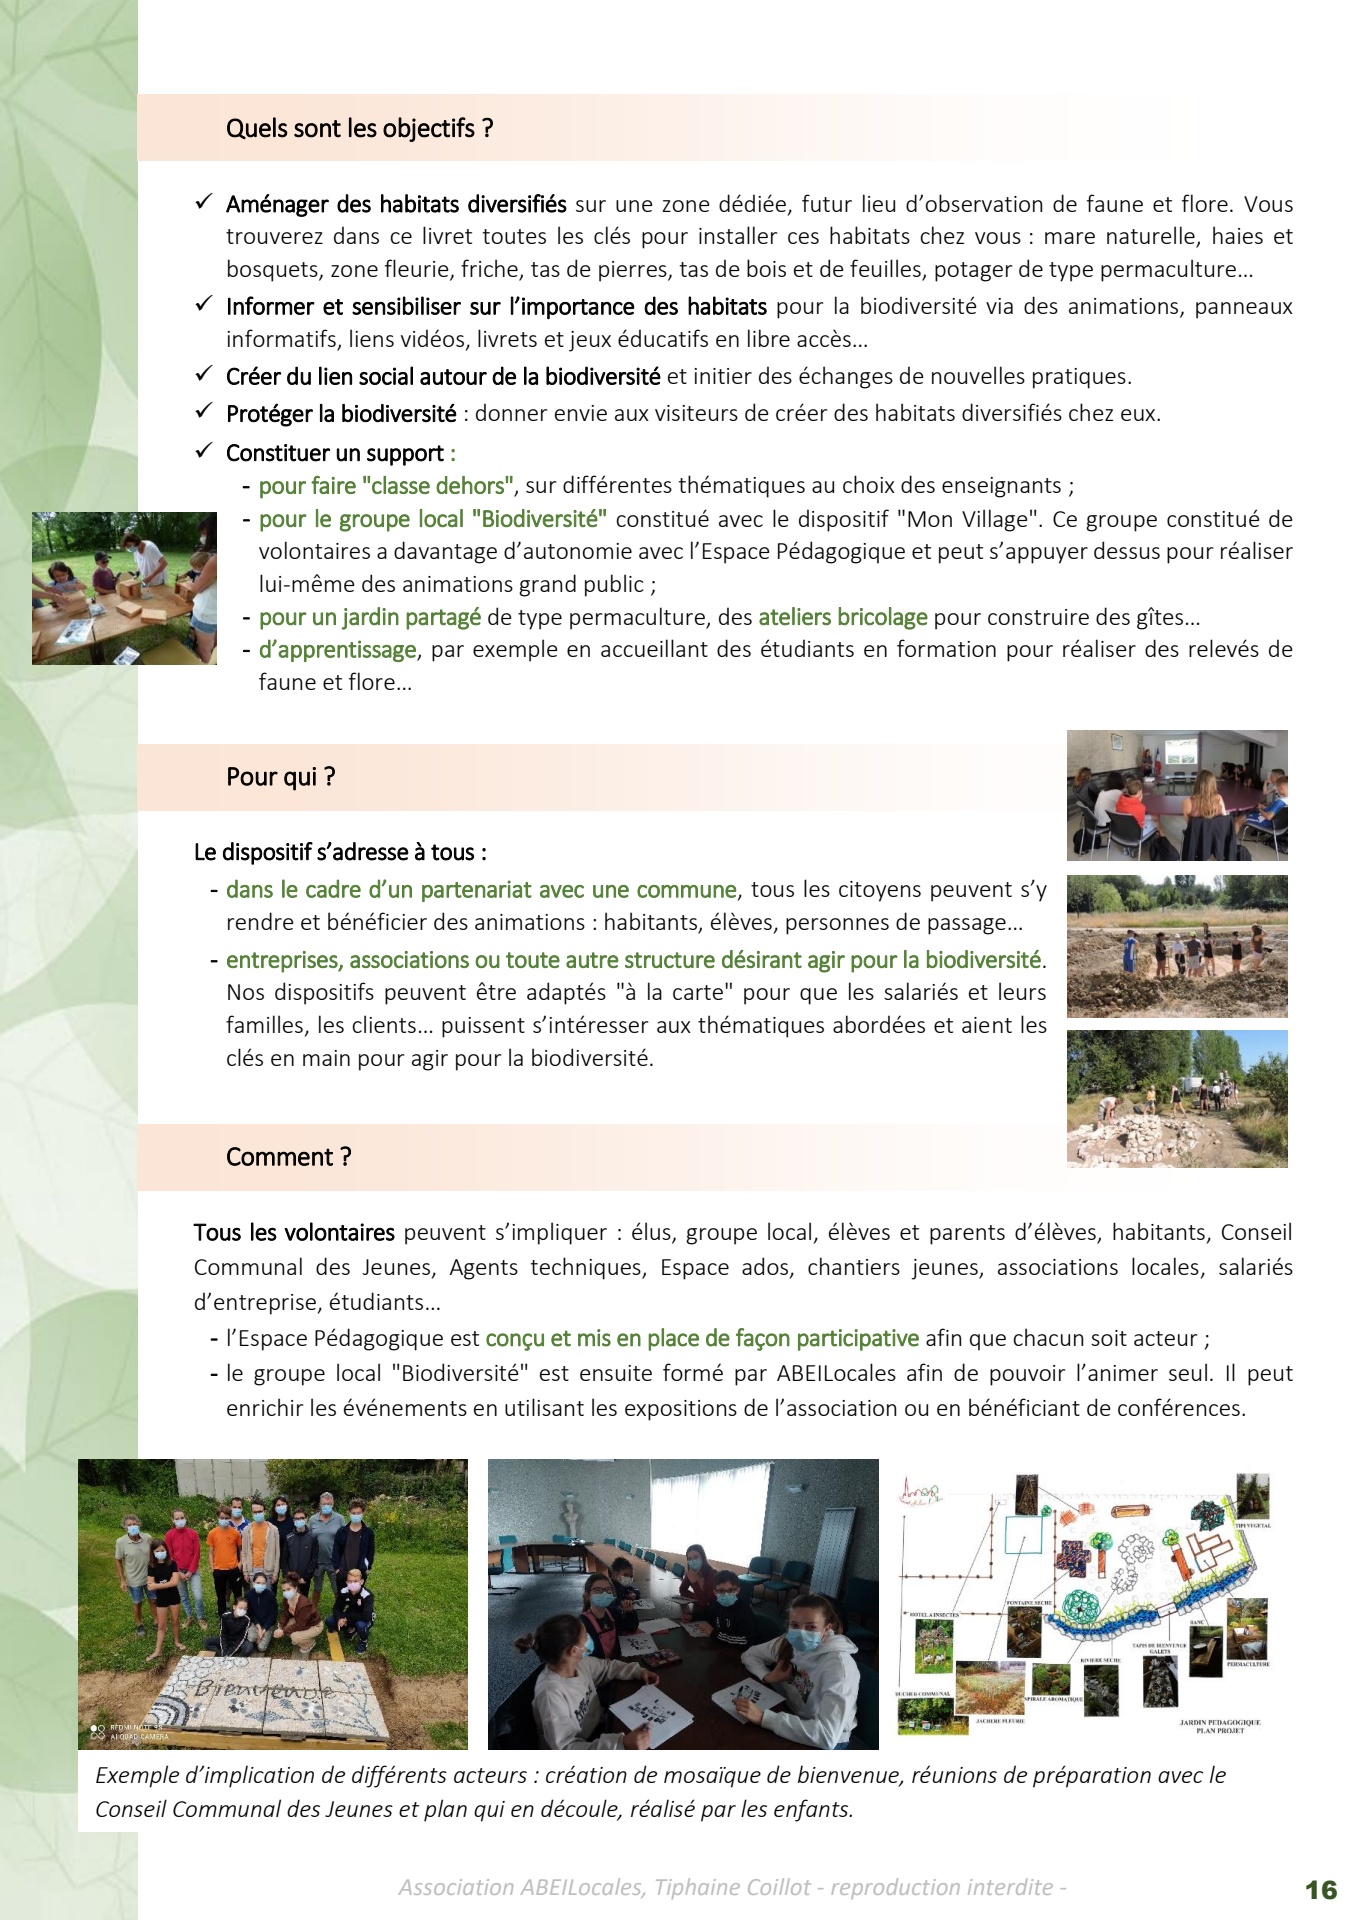 Quels sont les objectifs ?
✓ Aménager des habitats diversifiés sur une zone dédiée, futur lieu d’observation de faune et flore. Vous
trouverez dans ce livret toutes les clés pour installer ces habitats chez vous : mare naturelle, haies et
bosquets, zone fleurie, friche, tas de pierres, tas de bois et de feuilles, potager de type permaculture…
✓ Informer et sensibiliser sur l’importance des habitats pour la biodiversité via des animations, panneaux
informatifs, liens vidéos, livrets et jeux éducatifs en libre accès…
✓ Créer du lien social autour de la biodiversité et initier des échanges de nouvelles pratiques.
✓ Protéger la biodiversité : donner envie aux visiteurs de créer des habitats diversifiés chez eux.
✓ Constituer un support :
- pour faire "classe dehors", sur différentes thématiques au choix des enseignants ;
- pour le groupe local "Biodiversité" constitué avec le dispositif "Mon Village". Ce groupe constitué de
volontaires a davantage d’autonomie avec l’Espace Pédagogique et peut s’appuyer dessus pour réaliser
lui-même des animations grand public ;
- pour un jardin partagé de type permaculture, des ateliers bricolage pour construire des gîtes…
- d’apprentissage, par exemple en accueillant des étudiants en formation pour réaliser des relevés de
faune et flore…
Pour qui ?
Le dispositif s’adresse à tous :
- dans le cadre d’un partenariat avec une commune, tous les citoyens peuvent s’y
rendre et bénéficier des animations : habitants, élèves, personnes de passage…
- entreprises, associations ou toute autre structure désirant agir pour la biodiversité.
Nos dispositifs peuvent être adaptés "à la carte" pour que les salariés et leurs
familles, les clients… puissent s’intéresser aux thématiques abordées et aient les
clés en main pour agir pour la biodiversité.
Comment ?
Tous les volontaires peuvent s’impliquer : élus, groupe local, élèves et parents d’élèves, habitants, Conseil
Communal des Jeunes, Agents techniques, Espace ados, chantiers jeunes, associations locales, salariés
d’entreprise, étudiants…
- l’Espace Pédagogique est conçu et mis en place de façon participative afin que chacun soit acteur ;
- le groupe local "Biodiversité" est ensuite formé par ABEILocales afin de pouvoir l’animer seul. Il peut
enrichir les événements en utilisant les expositions de l’association ou en bénéficiant de conférences.
Bienvenue
REDMI NOTE 9S
AI QUAD CAMERA
TIPI VEGETAL
HOTEL A INSECTES
FONTAINE SECHE
BANC
TAPIS DE BIENVENUE
GALETS
RIVIERE SECHE
PERMACULTURE
RUCHER COMMUNAL
SPIRALE AROMATIQUE
JACHERE FLEURIE
JARDIN PEDAGOGIQUE
PLAN PROJET
Exemple d’implication de différents acteurs : création de mosaïque de bienvenue, réunions de préparation avec le
Conseil Communal des Jeunes et plan qui en découle, réalisé par les enfants.
Association ABEILocales, Tiphaine Coillot - reproduction interdite -
16